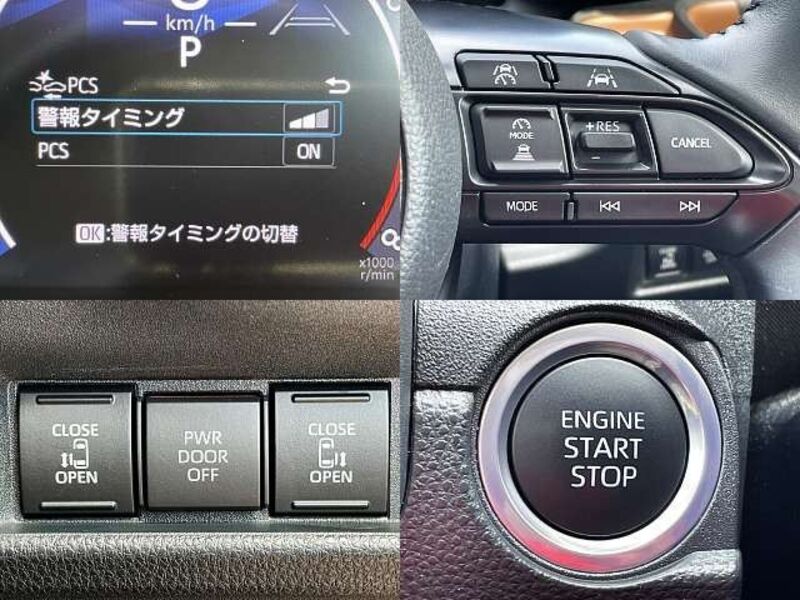 km/h
P
PCS
警報タイミング
PCS ON
OK:警報タイミングの切替
x1000
r/min
MODE
+RES
−
CANCEL
MODE
CLOSE
OPEN
PWR
DOOR
OFF
CLOSE
OPEN
ENGINE
START
STOP